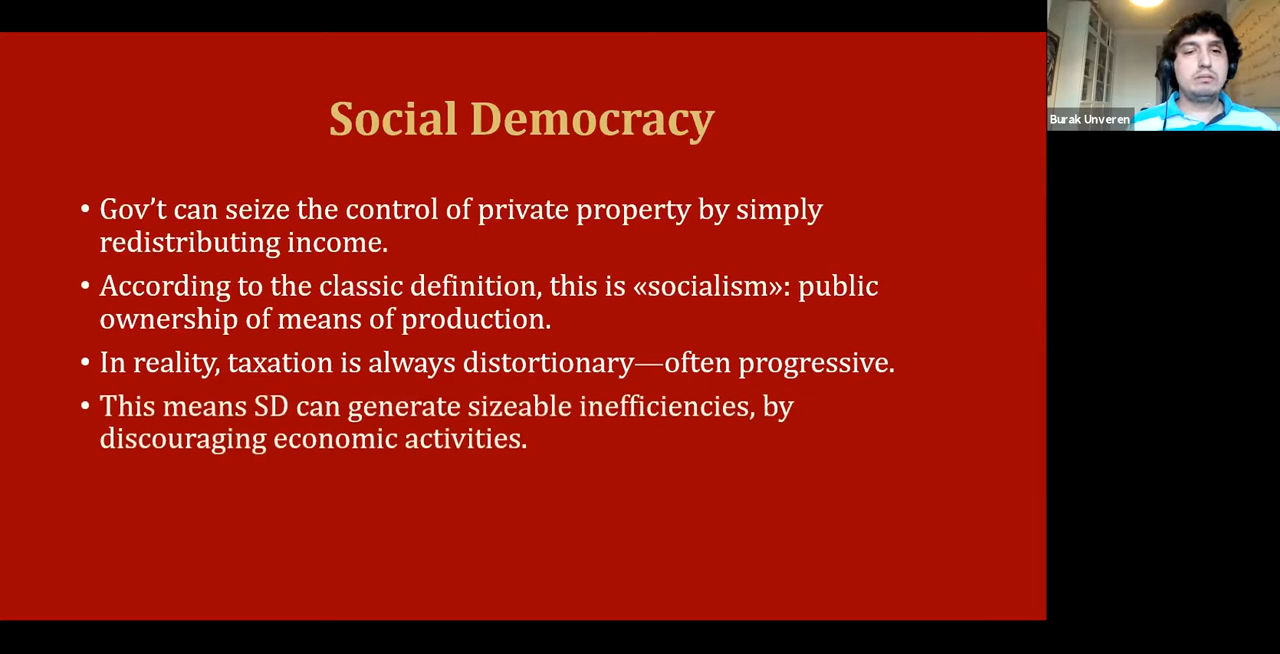 Social Democracy
• Gov’t can seize the control of private property by simply
redistributing income.
• According to the classic definition, this is «socialism»: public
ownership of means of production.
• In reality, taxation is always distortionary—often progressive.
• This means SD can generate sizeable inefficiencies, by
discouraging economic activities.
Burak Unveren